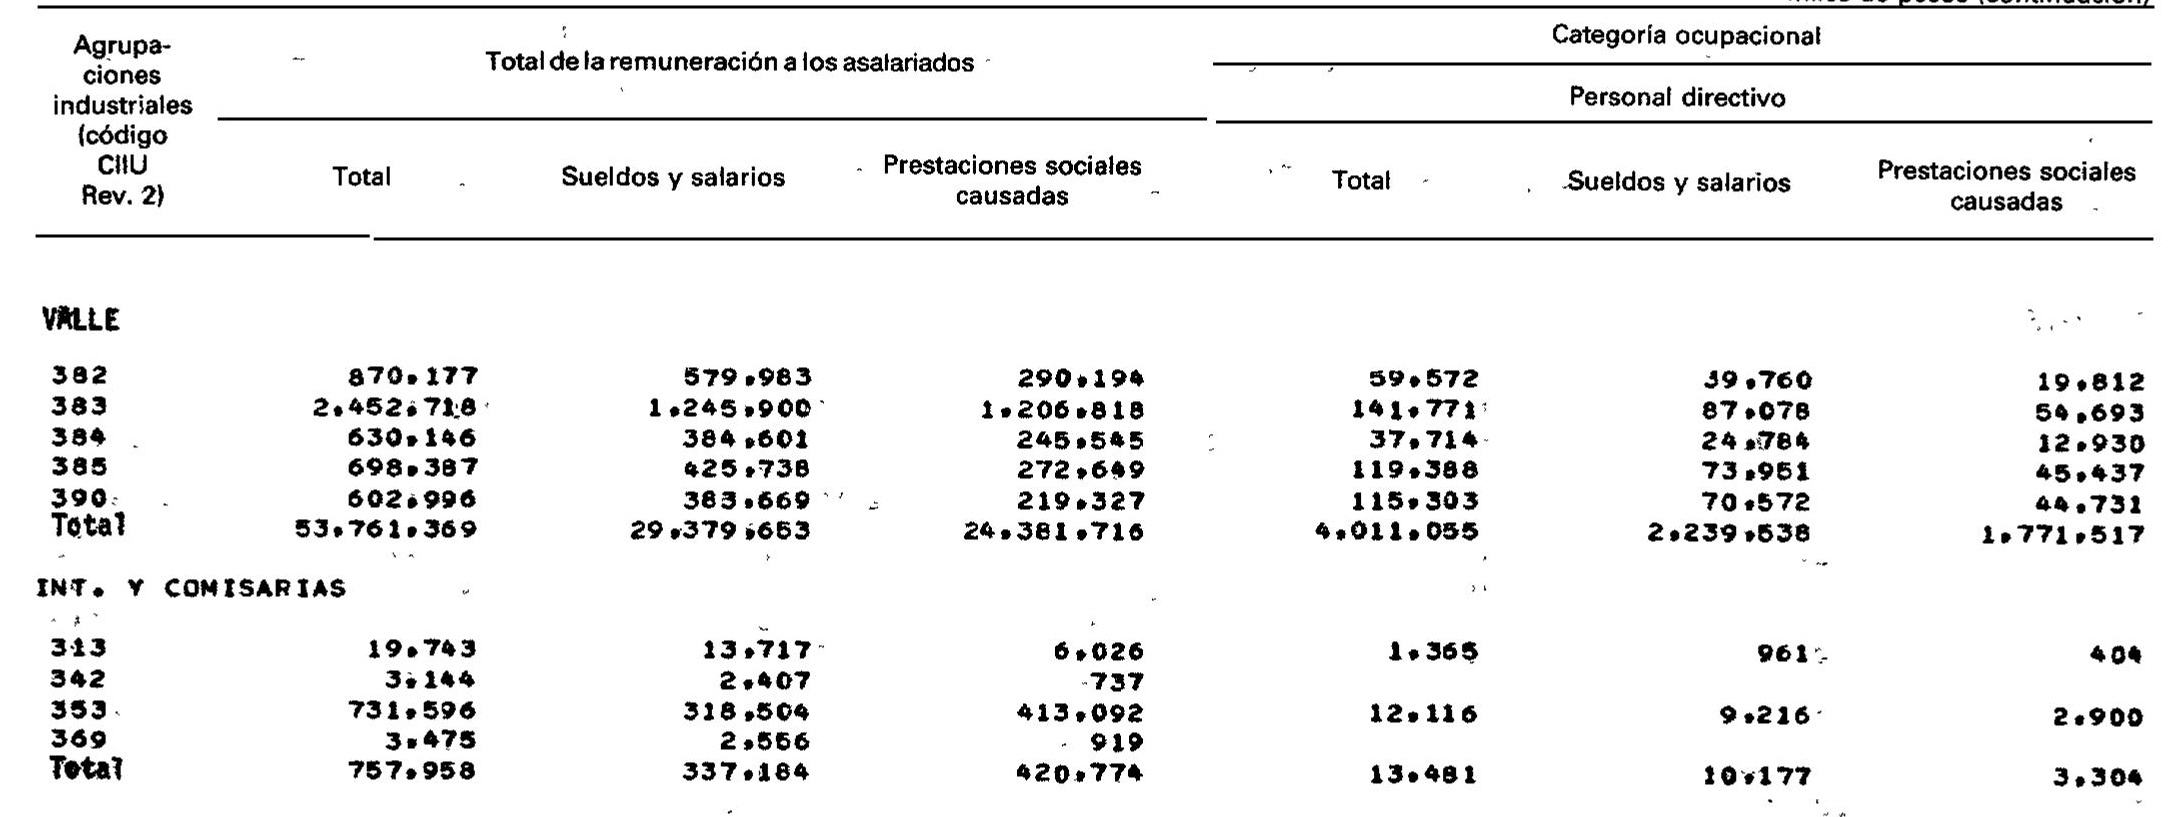 Miles de pesos (continuación)
Agrupa-
ciones
industriales
(código
CIIU
Rev. 2)
Total de la remuneración a los asalariados
Categoría ocupacional
Personal directivo
Total Sueldos y salarios Prestaciones sociales causadas Total Sueldos y salarios Prestaciones sociales causadas
VALLE
382 870.177 579.983 290.194 59.572 39.760 19.812
383 2.452.718 1.245.900 1.206.818 141.771 87.078 54.693
384 630.146 384.601 245.545 37.714 24.784 12.930
385 698.387 425.738 272.649 119.388 73.951 45.437
390 602.996 383.669 219.327 115.303 70.572 44.731
Total 53.761.369 29.379.653 24.381.716 4.011.055 2.239.538 1.771.517
INT. Y COMISARIAS
313 19.743 13.717 6.026 1.365 961 404
342 3.144 2.407 737
353 731.596 318.504 413.092 12.116 9.216 2.900
369 3.475 2.556 919
Total 757.958 337.184 420.774 13.481 10.177 3.304